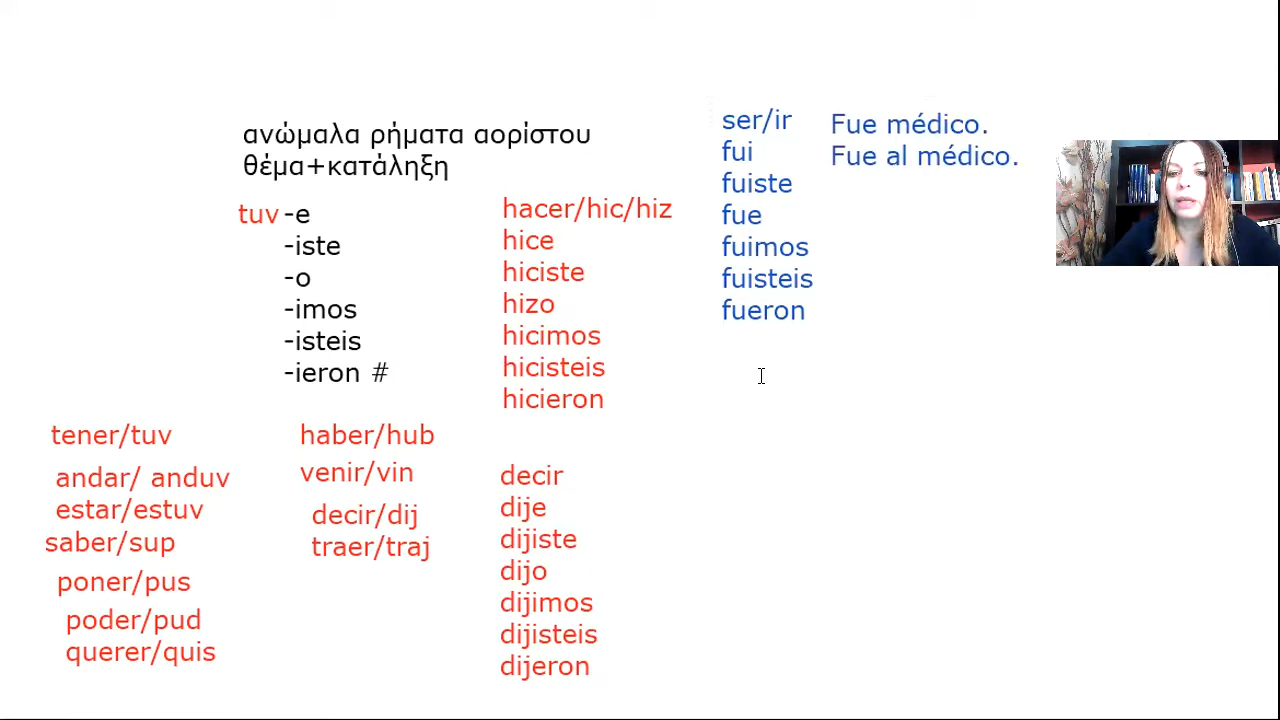 ανώμαλα ρήματα αορίστου
θέμα+κατάληξη
tuv -e
-iste
-o
-imos
-isteis
-ieron #
tener/tuv
andar/ anduv
estar/estuv
saber/sup
poner/pus
poder/pud
querer/quis
haber/hub
venir/vin
decir/dij
traer/traj
hacer/hic/hiz
hice
hiciste
hizo
hicimos
hicisteis
hicieron
decir
dije
dijiste
dijo
dijimos
dijisteis
dijeron
ser/ir
fui
fuiste
fue
fuimos
fuisteis
fueron
Fue médico.
Fue al médico.